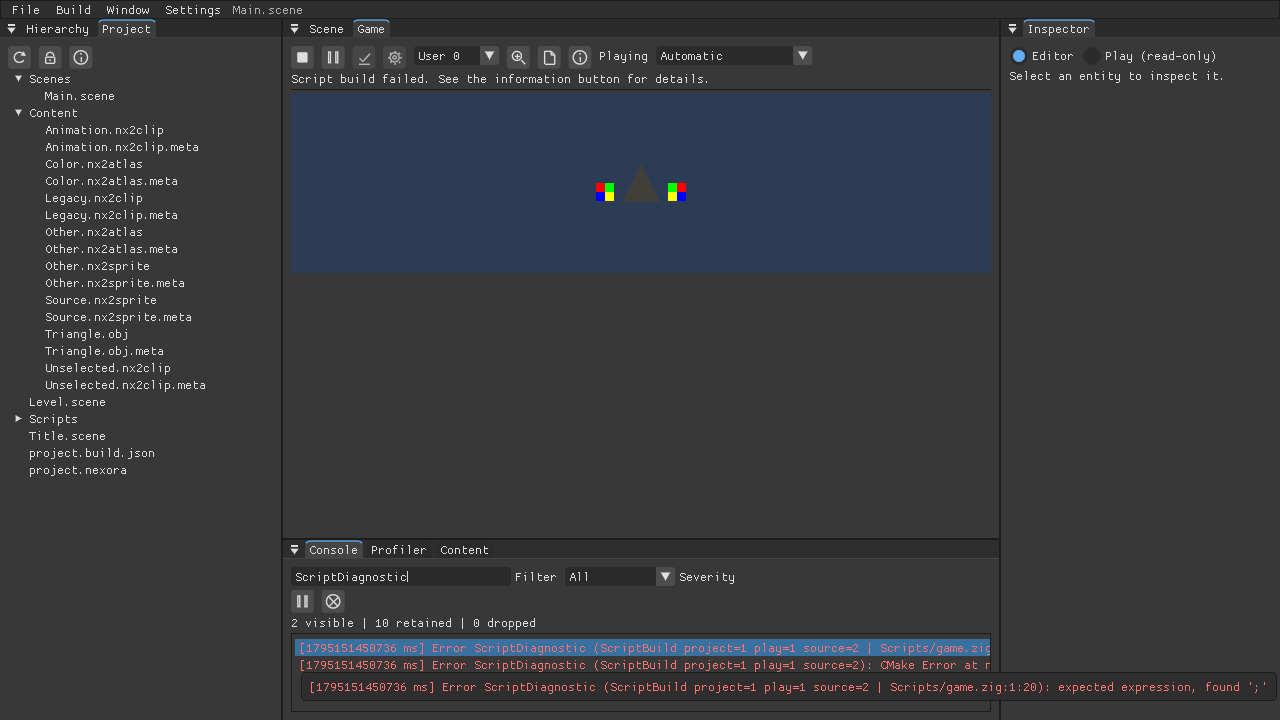 File Build Window Settings Main.scene
Hierarchy Project
Scenes
Main.scene
Content
Animation.nx2clip
Animation.nx2clip.meta
Color.nx2atlas
Color.nx2atlas.meta
Legacy.nx2clip
Legacy.nx2clip.meta
Other.nx2atlas
Other.nx2atlas.meta
Other.nx2sprite
Other.nx2sprite.meta
Source.nx2sprite
Source.nx2sprite.meta
Triangle.obj
Triangle.obj.meta
Unselected.nx2clip
Unselected.nx2clip.meta
Level.scene
Scripts
Title.scene
project.build.json
project.nexora
Scene Game
User 0 Playing Automatic
Script build failed. See the information button for details.
Console Profiler Content
ScriptDiagnostic Filter All Severity
2 visible | 10 retained | 0 dropped
[1795151450736 ms] Error ScriptDiagnostic (ScriptBuild project=1 play=1 source=2 | Scripts/game.zig
[1795151450736 ms] Error ScriptDiagnostic (ScriptBuild project=1 play=1 source=2): CMake Error at
[1795151450736 ms] Error ScriptDiagnostic (ScriptBuild project=1 play=1 source=2 | Scripts/game.zig:1:20): expected expression, found ';'
Inspector
Editor Play (read-only)
Select an entity to inspect it.